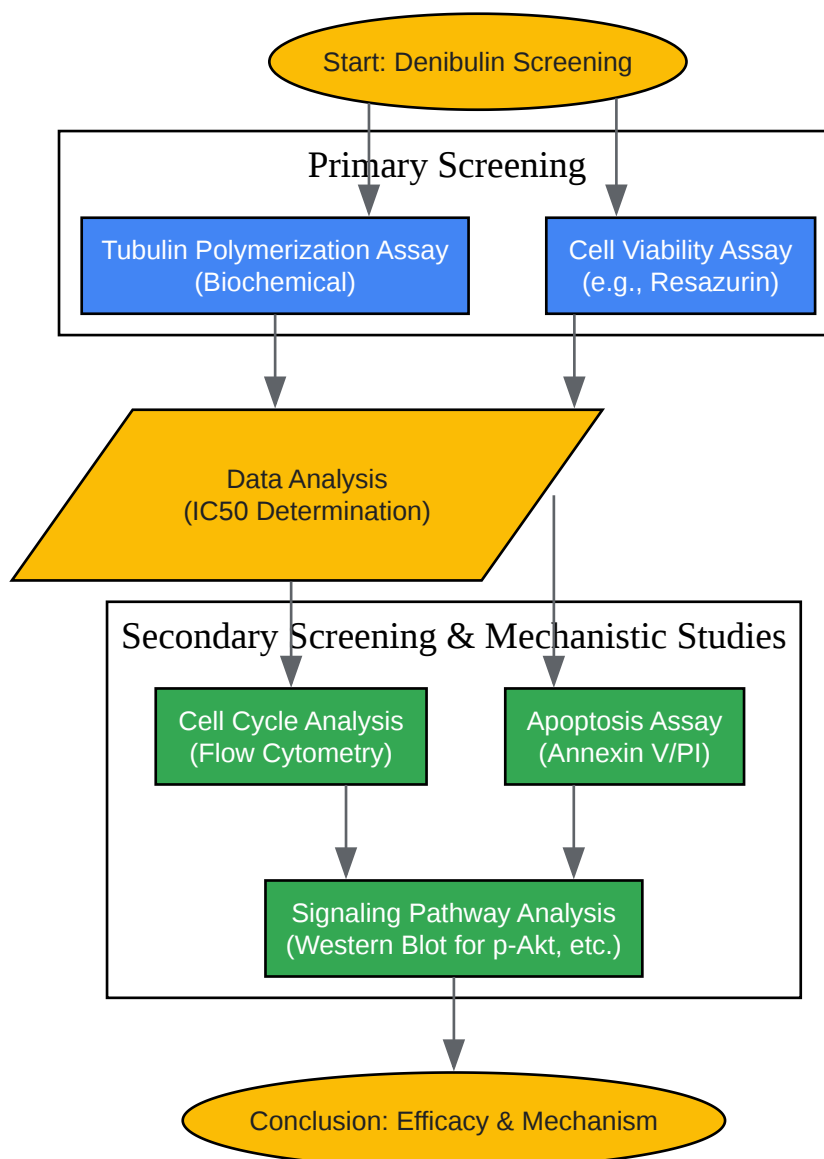 Start: Denibulin Screening
Primary Screening
Tubulin Polymerization Assay
(Biochemical)
Cell Viability Assay
(e.g., Resazurin)
Data Analysis
(IC50 Determination)
Secondary Screening & Mechanistic Studies
Cell Cycle Analysis
(Flow Cytometry)
Apoptosis Assay
(Annexin V/PI)
Signaling Pathway Analysis
(Western Blot for p-Akt, etc.)
Conclusion: Efficacy & Mechanism